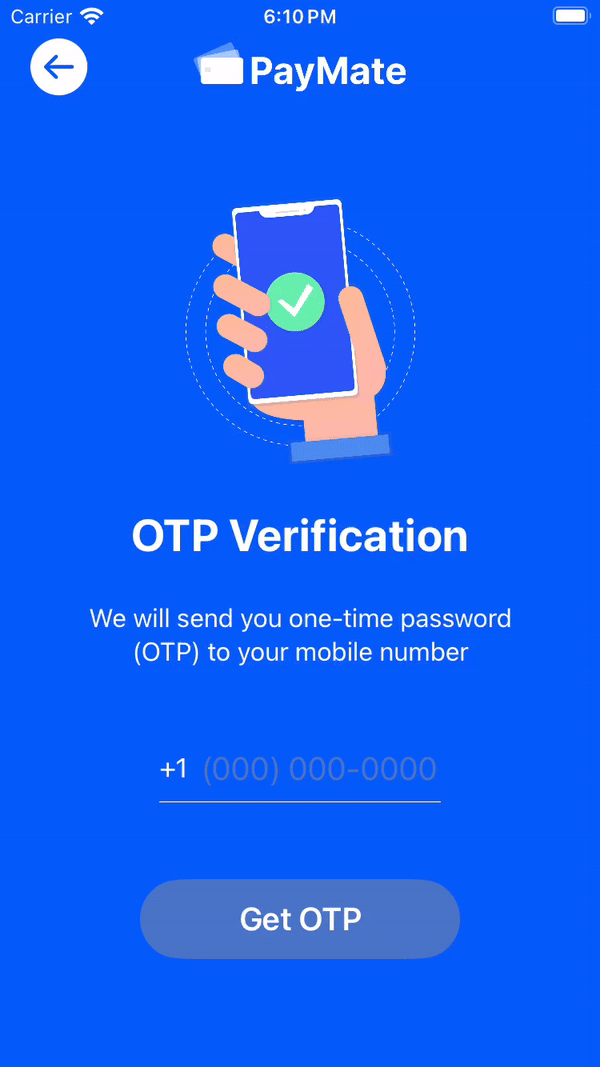 Carrier 6:10 PM
PayMate
OTP Verification
We will send you one-time password
(OTP) to your mobile number
+1 (000) 000-0000
Get OTP